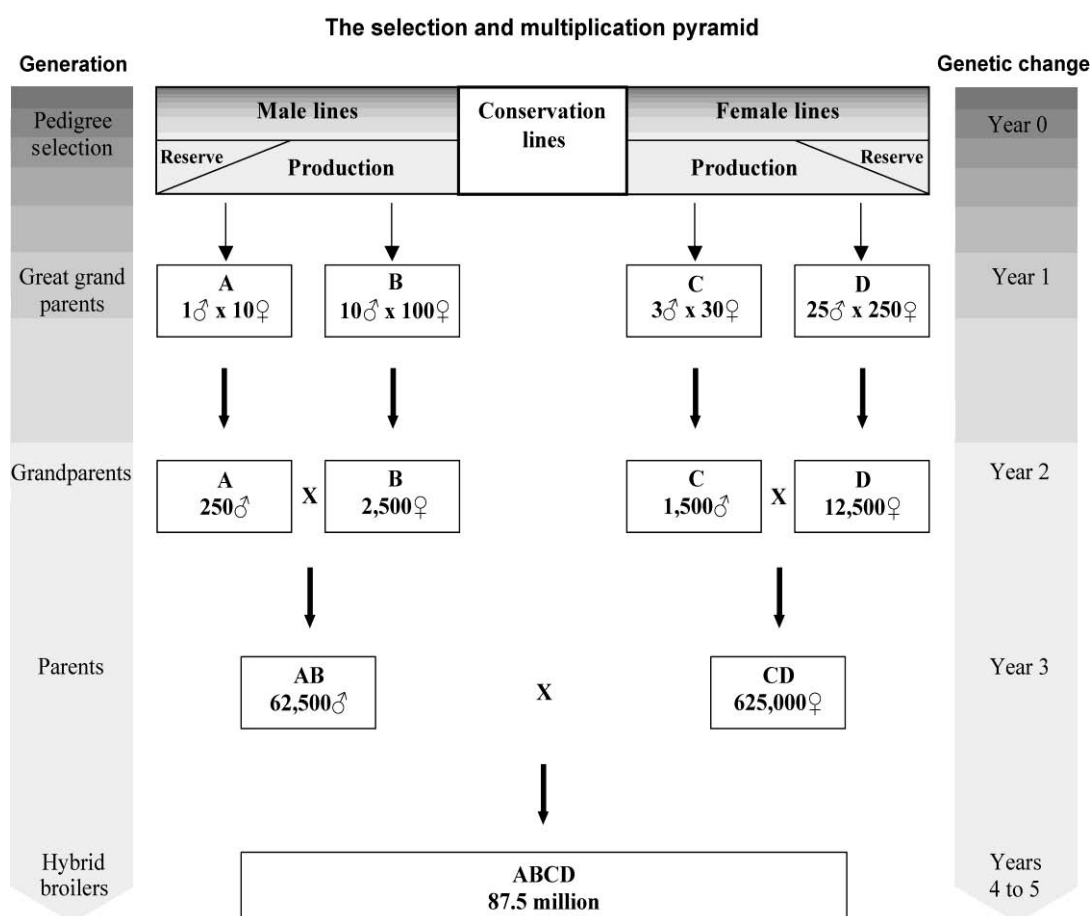 The selection and multiplication pyramid
Generation
Genetic change
Pedigree
selection
Male lines
Conservation
lines
Female lines
Year 0
Reserve
Production
Production
Reserve
Great grand
parents
A
1♂ x 10♀
B
10♂ x 100♀
C
3♂ x 30♀
D
25♂ x 250♀
Year 1
Grandparents
A
250♂
X
B
2,500♀
C
1,500♂
X
D
12,500♀
Year 2
Parents
AB
62,500♂
X
CD
625,000♀
Year 3
Hybrid
broilers
ABCD
87.5 million
Years
4 to 5